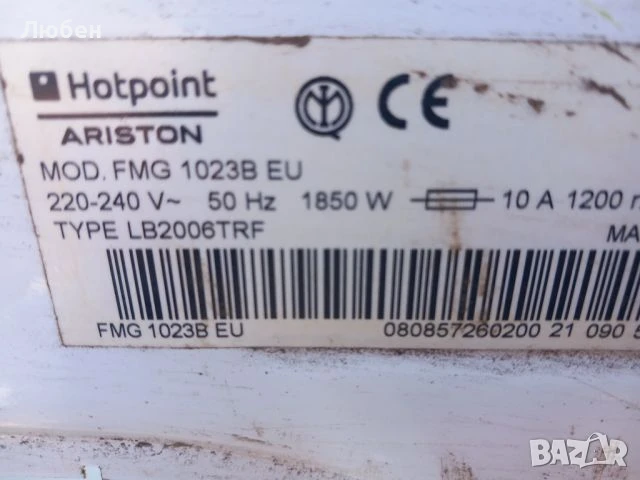 Любен
Hotpoint
ARISTON
CE
MOD. FMG 1023B EU
220-240 V~ 50 Hz 1850 W 10 A 1200
TYPE LB2006TRF MA
FMG 1023B EU 080857260200 21 090
BAZAR